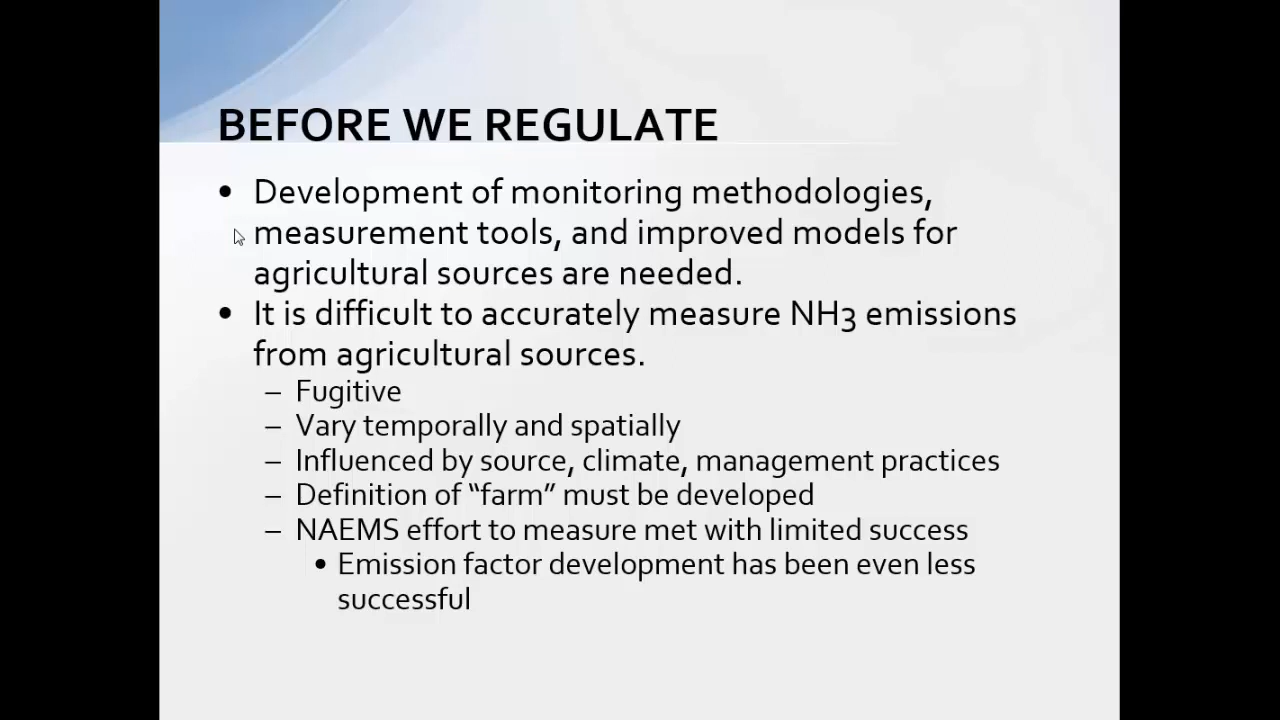 BEFORE WE REGULATE
• Development of monitoring methodologies,
measurement tools, and improved models for
agricultural sources are needed.
• It is difficult to accurately measure NH3 emissions
from agricultural sources.
– Fugitive
– Vary temporally and spatially
– Influenced by source, climate, management practices
– Definition of “farm” must be developed
– NAEMS effort to measure met with limited success
• Emission factor development has been even less
successful